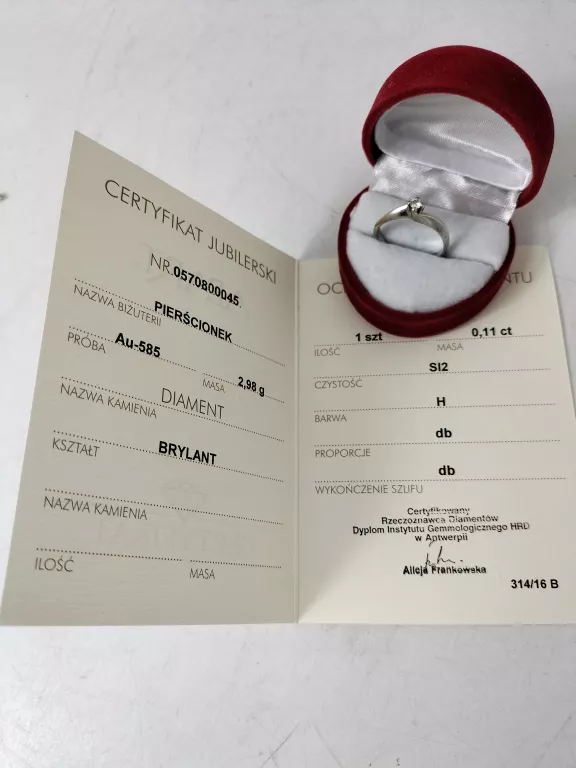 CERTYFIKAT JUBILERSKI
NR. 057.0800045.
NAZWA BIŻUTERII PIERŚCIONEK
PRÓBA Au-585 MASA 2,98 g
DIAMENT
NAZWA KAMIENIA
KSZTAŁT BRYLANT
NAZWA KAMIENIA
ILOŚĆ MASA
1 szt 0,11 ct
ILOŚĆ MASA
SI2
CZYSTOŚĆ
H
BARWA
db
PROPORCJE
db
WYKOŃCZENIE SZLIFU
Certyfikowany
Rzeczoznawca Diamentów
Dyplom Instytutu Gemmologicznego HRD
w Antwerpii
Alicja Frankowska
314/16 B